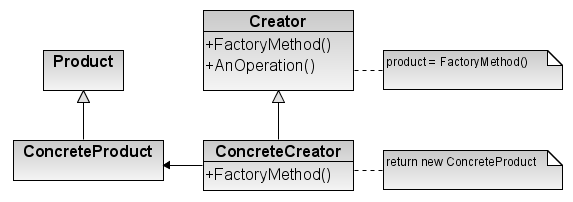 Creator
+FactoryMethod()
+AnOperation()
Product
product = FactoryMethod()
ConcreteProduct
ConcreteCreator
+FactoryMethod()
return new ConcreteProduct